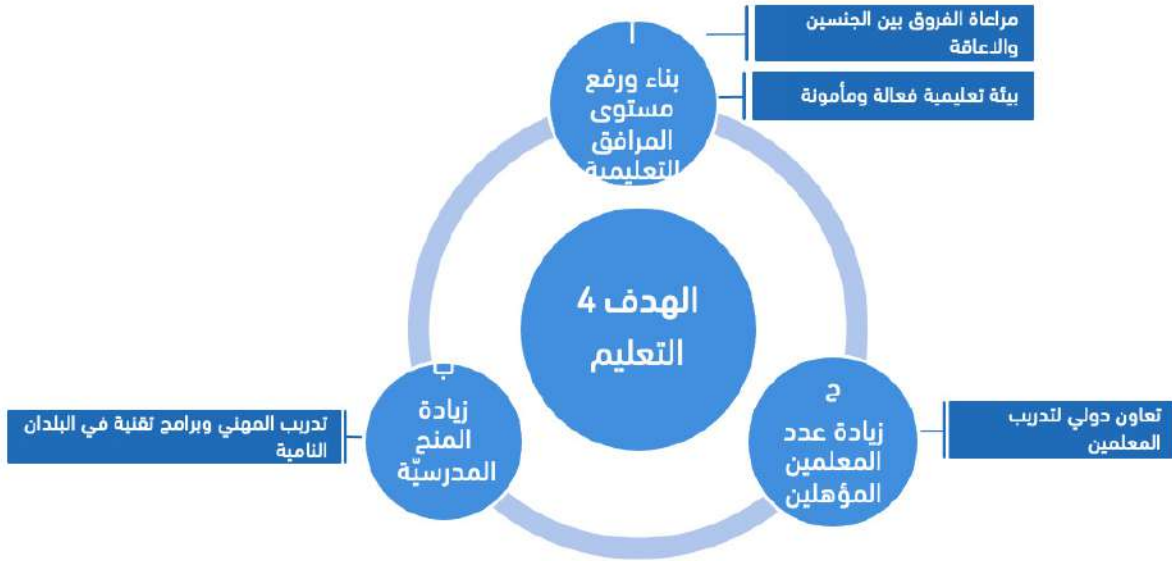 أ
بناء ورفع
مستوى
المرافق
التعليمية
مراعاة الفروق بين الجنسين
والاعاقة
بيئة تعليمية فعالة ومأمونة
الهدف 4
التعليم
ج
زيادة عدد
المعلمين
المؤهلين
تعاون دولي لتدريب
المعلمين
ب
زيادة
المنح
المدرسيّة
تدريب المهني وبرامج تقنية في البلدان
النامية